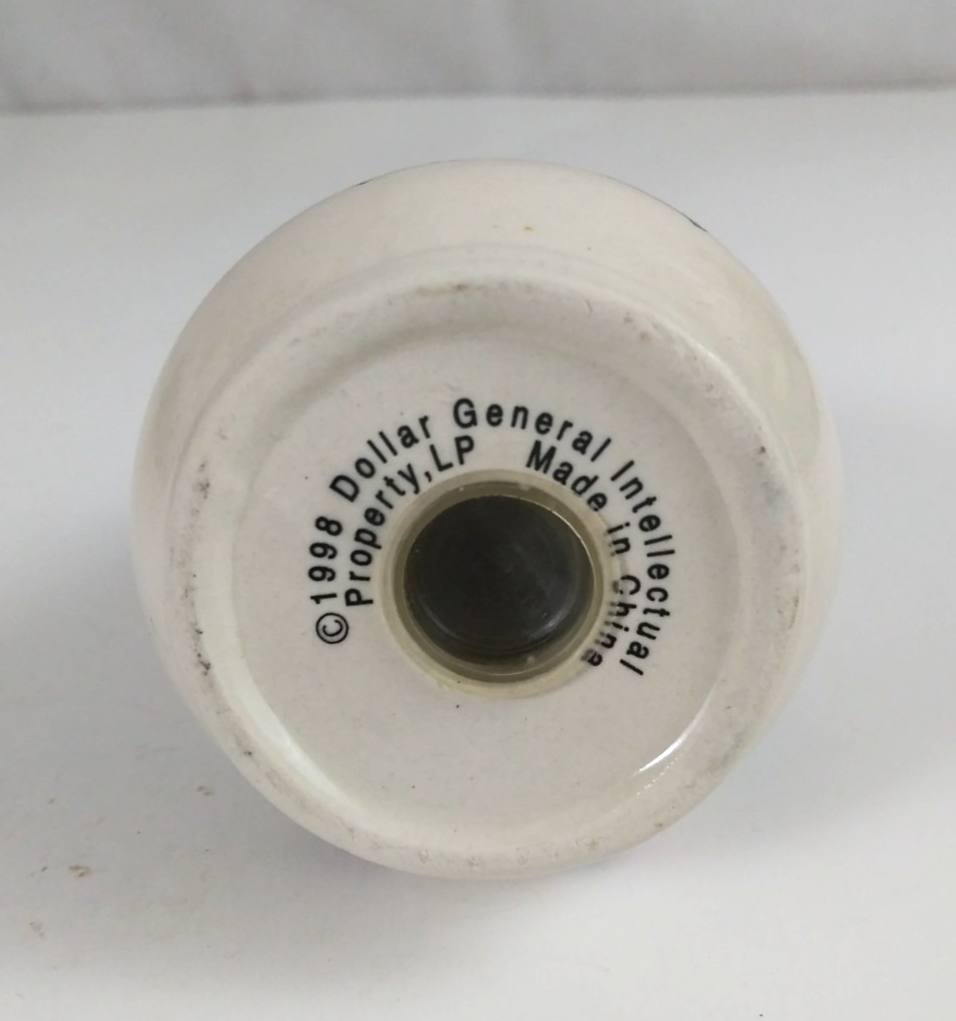 ©1998 Dollar General Intellectual
Property,LP Made in China